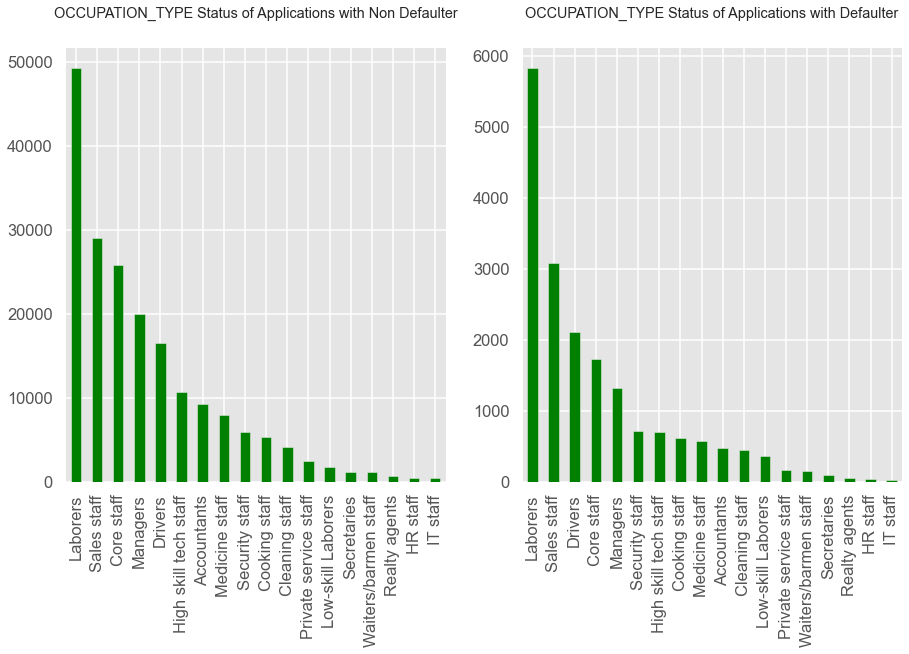 OCCUPATION_TYPE Status of Applications with Non Defaulter
50000
40000
30000
20000
10000
0
Laborers
Sales staff
Core staff
Managers
Drivers
High skill tech staff
Accountants
Medicine staff
Security staff
Cooking staff
Cleaning staff
Private service staff
Low-skill Laborers
Secretaries
Waiters/barmen staff
Realty agents
HR staff
IT staff
OCCUPATION_TYPE Status of Applications with Defaulter
6000
5000
4000
3000
2000
1000
0
Laborers
Sales staff
Drivers
Core staff
Managers
Security staff
High skill tech staff
Cooking staff
Medicine staff
Accountants
Cleaning staff
Low-skill Laborers
Private service staff
Waiters/barmen staff
Secretaries
Realty agents
HR staff
IT staff